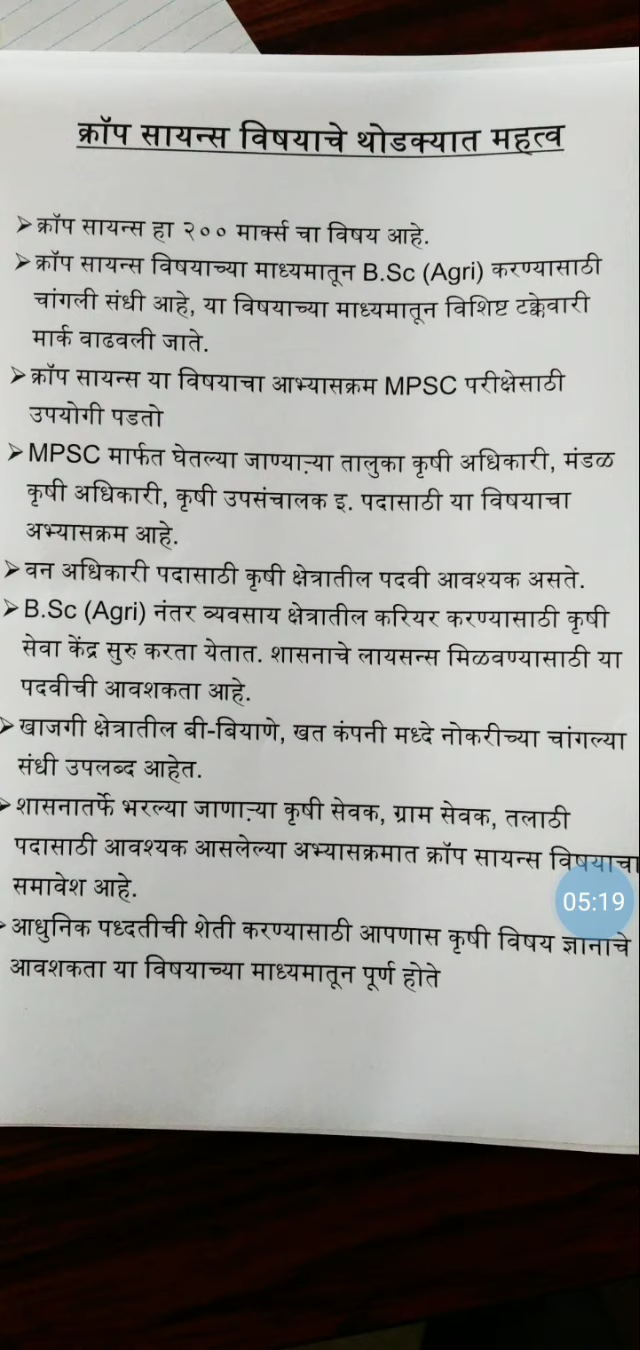 क्रॉप सायन्स विषयाचे थोडक्यात महत्व
➢ क्रॉप सायन्स हा २०० मार्क्स चा विषय आहे.
➢ क्रॉप सायन्स विषयाच्या माध्यमातून B.Sc (Agri) करण्यासाठी
चांगली संधी आहे, या विषयाच्या माध्यमातून विशिष्ट टक्केवारी
मार्क वाढवली जाते.
➢ क्रॉप सायन्स या विषयाचा आभ्यासक्रम MPSC परीक्षेसाठी
उपयोगी पडतो
➢ MPSC मार्फत घेतल्या जाण्याऱ्या तालुका कृषी अधिकारी, मंडळ
कृषी अधिकारी, कृषी उपसंचालक इ. पदासाठी या विषयाचा
अभ्यासक्रम आहे.
➢ वन अधिकारी पदासाठी कृषी क्षेत्रातील पदवी आवश्यक असते.
➢ B.Sc (Agri) नंतर व्यवसाय क्षेत्रातील करियर करण्यासाठी कृषी
सेवा केंद्र सुरु करता येतात. शासनाचे लायसन्स मिळवण्यासाठी या
पदवीची आवशकता आहे.
➢ खाजगी क्षेत्रातील बी-बियाणे, खत कंपनी मध्दे नोकरीच्या चांगल्या
संधी उपलब्द आहेत.
➢ शासनातर्फे भरल्या जाणाऱ्या कृषी सेवक, ग्राम सेवक, तलाठी
पदासाठी आवश्यक आसलेल्या अभ्यासक्रमात क्रॉप सायन्स विषयाचा
समावेश आहे.
05:19
➢ आधुनिक पध्दतीची शेती करण्यासाठी आपणास कृषी विषय ज्ञानाचे
आवशकता या विषयाच्या माध्यमातून पूर्ण होते